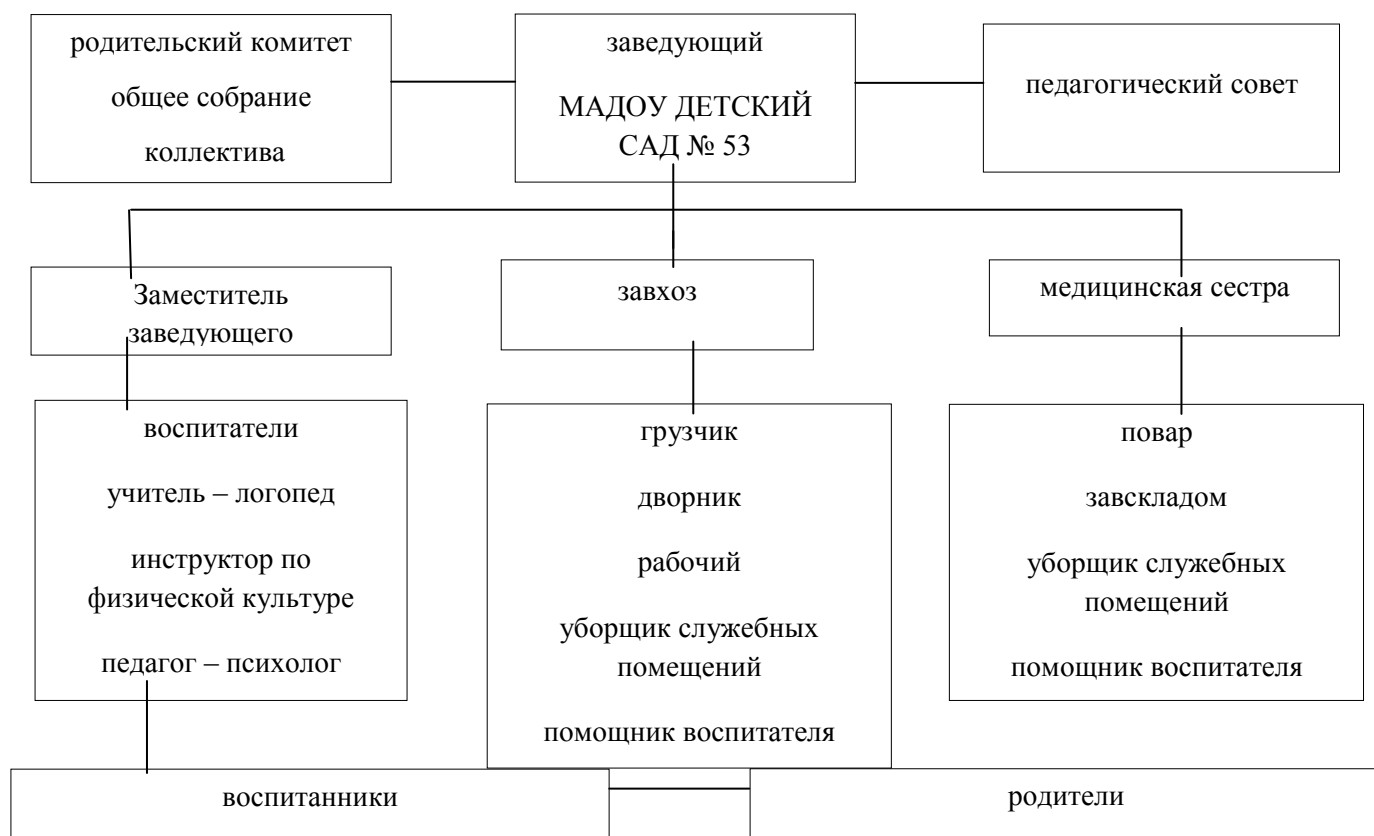 родительский комитет
общее собрание
коллектива
заведующий
МАДОУ ДЕТСКИЙ
САД № 53
педагогический совет
Заместитель
заведующего
завхоз
медицинская сестра
воспитатели
учитель – логопед
инструктор по
физической культуре
педагог – психолог
грузчик
дворник
рабочий
уборщик служебных
помещений
помощник воспитателя
повар
завскладом
уборщик служебных
помещений
помощник воспитателя
воспитанники
родители